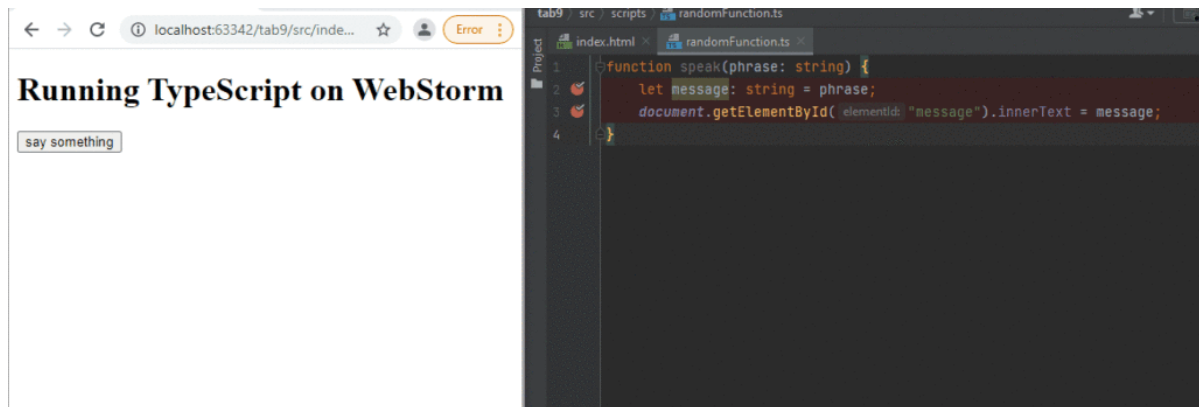 localhost:63342/tab9/src/inde...
Error
Running TypeScript on WebStorm
say something
tab9 src scripts randomFunction.ts
Project
index.html
randomFunction.ts
1 function speak(phrase: string) {
2 let message: string = phrase;
3 document.getElementById( elementId: "message").innerText = message;
4 }